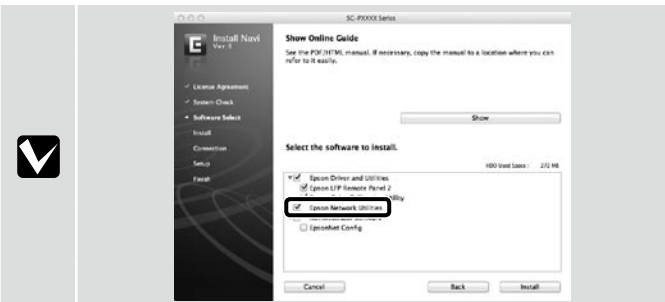 SC-PXXXX Series
Install Navi
Ver.
Show Online Guide
See the PDF/HTML manual. If necessary, copy the manual to a location where you can
refer to it easily.
License Agreement
System Check
Software Select
Install
Connection
Setup
Finish
Show
Select the software to install.
HDD Used Space : 272 MB
Epson Driver and Utilities
Epson LFP Remote Panel 2
Epson Network Utilities
EpsonNet Config
Cancel
Back
Install